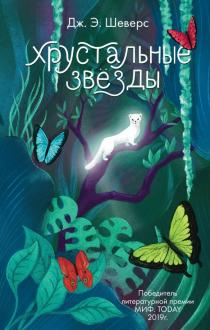 Дж. Э. Шеверс
Хрустальные
звёзды
Победитель
литературной премии
МИФ. TODAY
2019г.